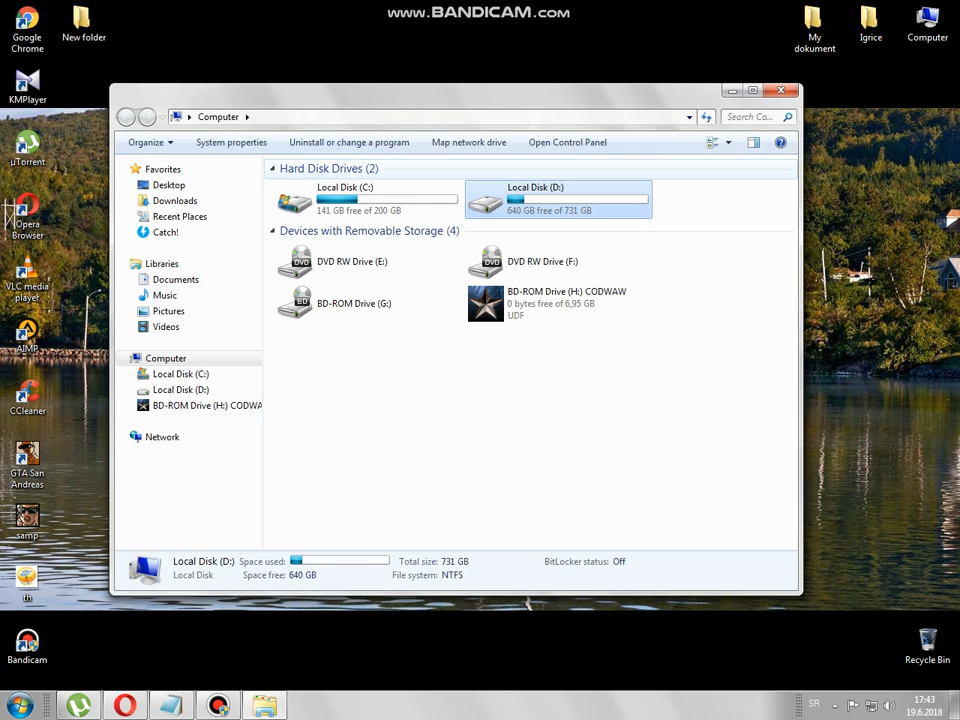 www.BANDICAM.com
Google
Chrome
New folder
My
dokument
Igrice
Computer
KMPlayer
µTorrent
Opera
Browser
VLC media
player
AIMP
CCleaner
GTA San
Andreas
samp
th
Bandicam
Recycle Bin
Computer
Search Co...
Organize
System properties
Uninstall or change a program
Map network drive
Open Control Panel
Favorites
Desktop
Downloads
Recent Places
Catch!
Libraries
Documents
Music
Pictures
Videos
Computer
Local Disk (C:)
Local Disk (D:)
BD-ROM Drive (H:) CODWA
Network
Hard Disk Drives (2)
Local Disk (C:)
141 GB free of 200 GB
Local Disk (D:)
640 GB free of 731 GB
Devices with Removable Storage (4)
DVD
DVD RW Drive (E:)
DVD
DVD RW Drive (F:)
BD
BD-ROM Drive (G:)
BD-ROM Drive (H:) CODWAW
0 bytes free of 6,95 GB
UDF
Local Disk (D:) Space used: Total size: 731 GB BitLocker status: Off
Local Disk Space free: 640 GB File system: NTFS
SR
17:43
19.6.2018